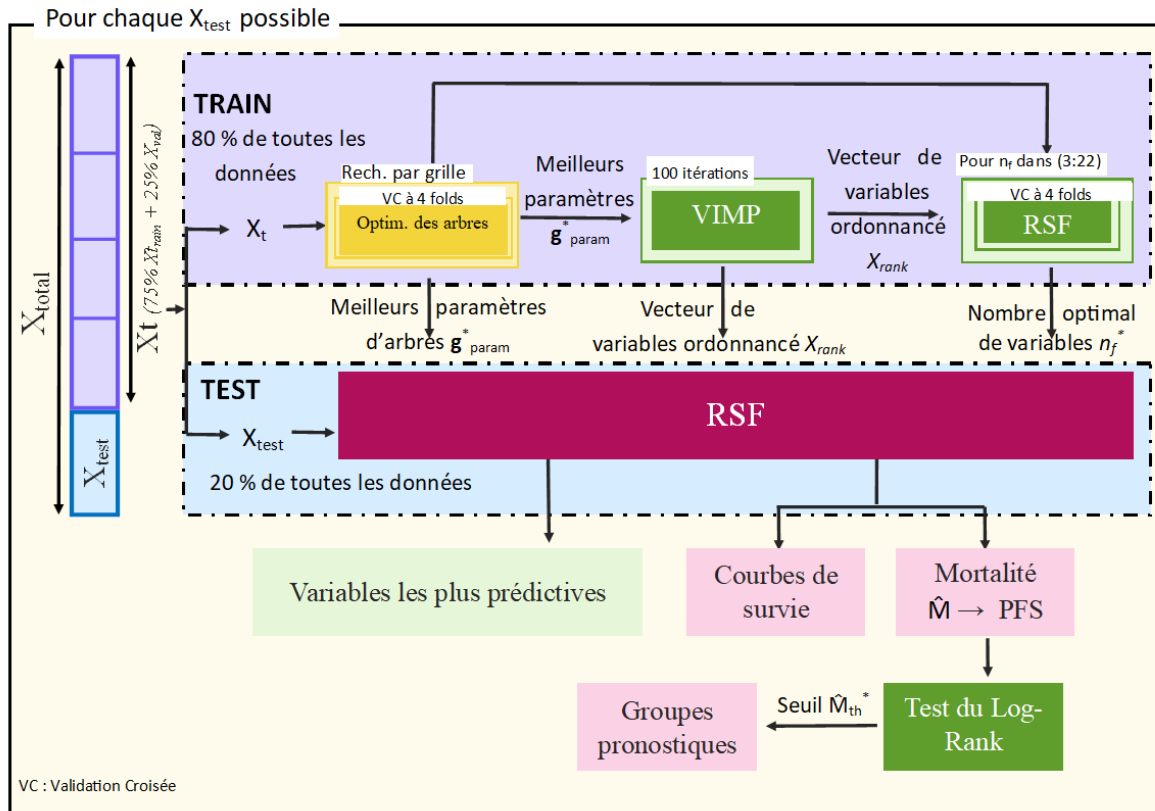 Pour chaque Xtest possible
TRAIN
80 % de toutes les
données
Xtotal
Xt (75% Xtrain + 25% Xval)
Xt
Rech. par grille
VC à 4 folds
Optim. des arbres
Meilleurs
paramètres
g*param
100 itérations
VIMP
Vecteur de
variables
ordonnancé
Xrank
Pour nf dans (3:22)
VC à 4 folds
RSF
Meilleurs paramètres
d'arbres g*param
Vecteur de
variables ordonnancé Xrank
Nombre optimal
de variables nf*
TEST
Xtest
Xtest
RSF
20 % de toutes les données
Variables les plus prédictives
Courbes de
survie
Mortalité
M̂ → PFS
Groupes
pronostiques
Seuil M̂th*
Test du Log-
Rank
VC : Validation Croisée